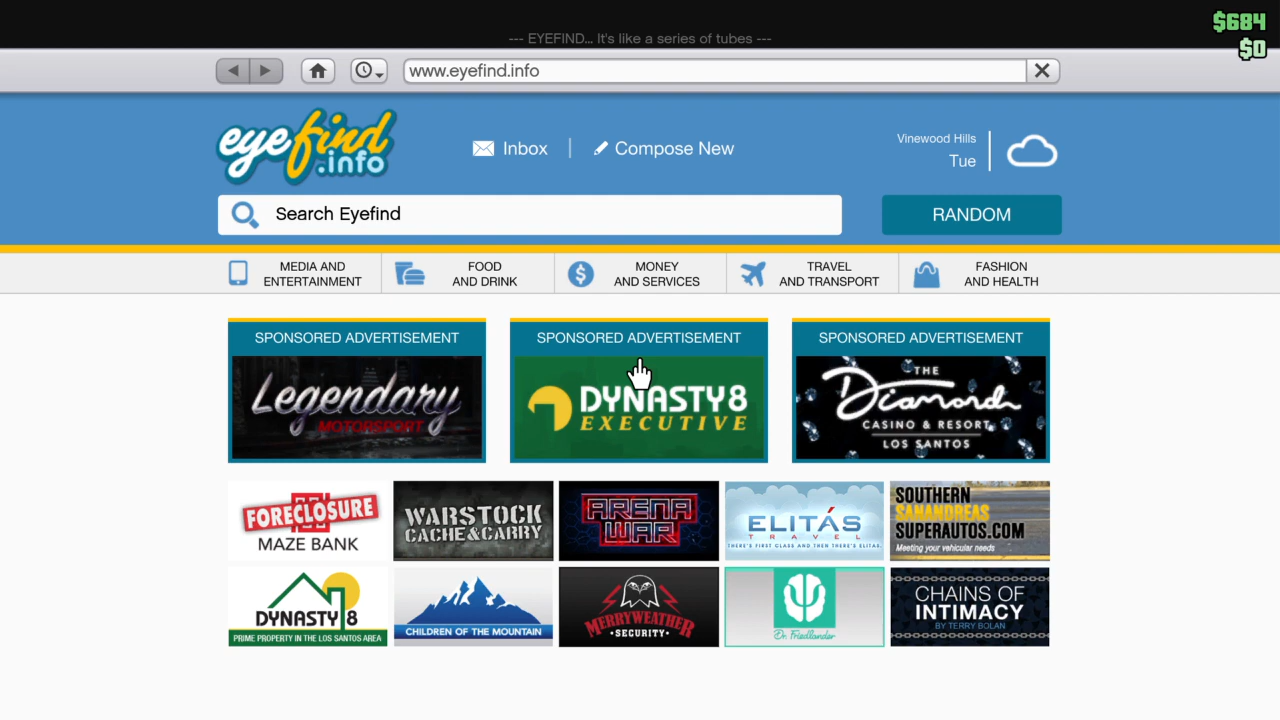 $684
$0
--- EYEFIND... It's like a series of tubes ---
www.eyefind.info
eyefind
.info
Inbox
Compose New
Vinewood Hills
Tue
Search Eyefind
RANDOM
MEDIA AND
ENTERTAINMENT
FOOD
AND DRINK
MONEY
AND SERVICES
TRAVEL
AND TRANSPORT
FASHION
AND HEALTH
SPONSORED ADVERTISEMENT
Legendary
MOTORSPORT
SPONSORED ADVERTISEMENT
DYNASTY8
EXECUTIVE
SPONSORED ADVERTISEMENT
THE
Diamond
CASINO & RESORT
LOS SANTOS
FORECLOSURE
MAZE BANK
WARSTOCK
CACHE&CARRY
ARENA
WAR
ELITÁS
TRAVEL
THERE'S FIRST CLASS AND THEN THERE'S ELITAS.
SOUTHERN
SANANDREAS
SUPERAUTOS.COM
Meeting your vehicular needs
DYNASTY 8
PRIME PROPERTY IN THE LOS SANTOS AREA
CHILDREN OF THE MOUNTAIN
MERRYWEATHER
•SECURITY•
Dr. Friedlander
CHAINS OF
INTIMACY
BY TERRY BOLAN